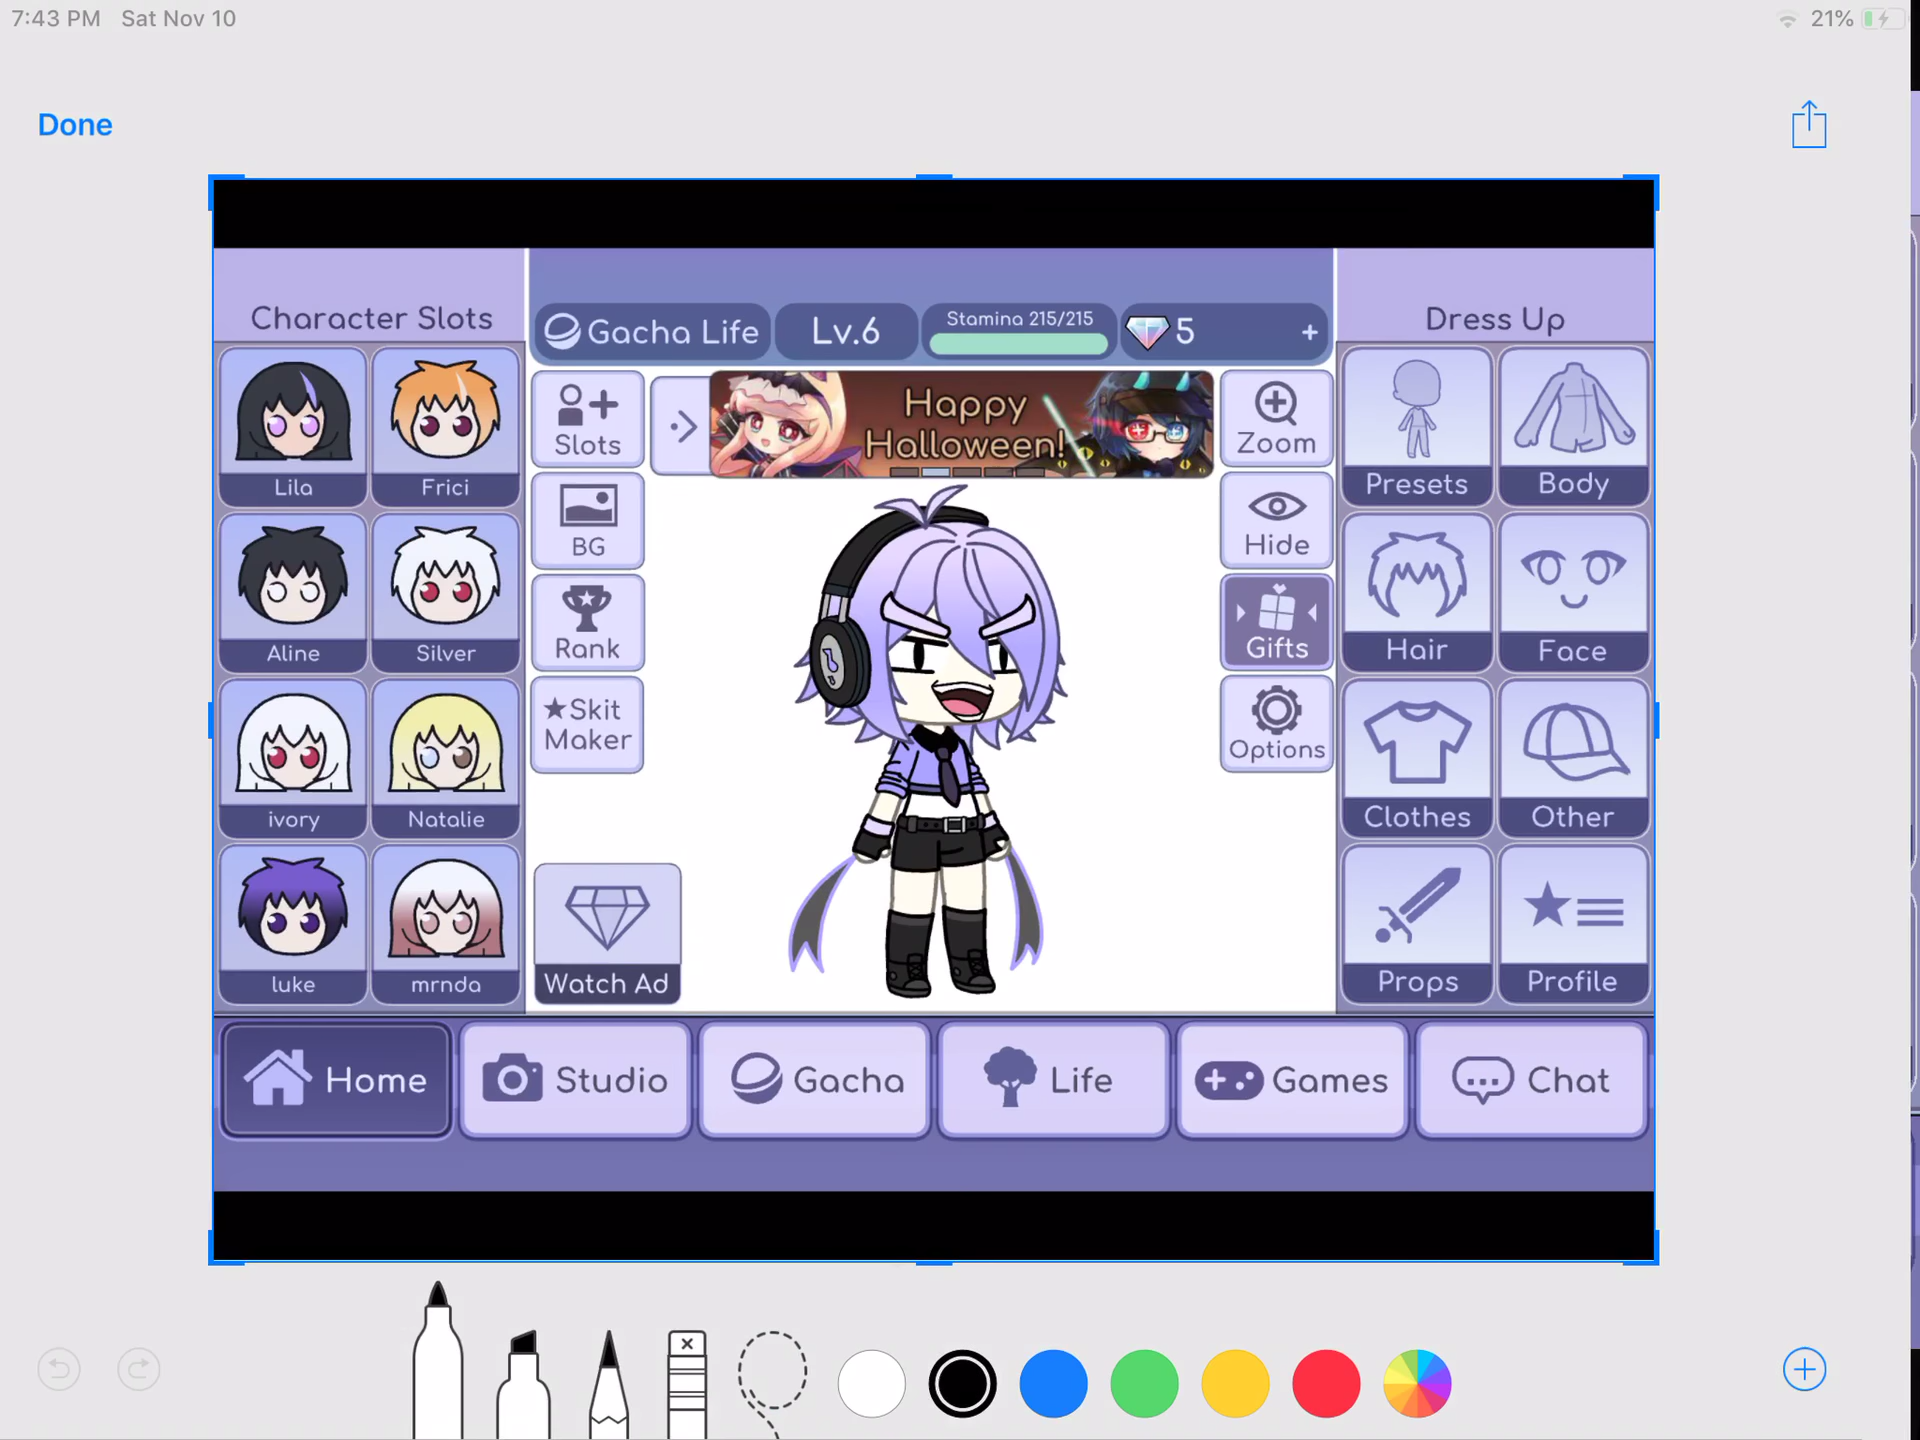 7:43 PM Sat Nov 10
21%
Done
Character Slots
Gacha Life
Lv.6
Stamina 215/215
5
+
Dress Up
Lila
Frici
Aline
Silver
ivory
Natalie
luke
mrnda
Slots
BG
Rank
★Skit
Maker
Watch Ad
Happy
Halloween!
Zoom
Hide
Gifts
Options
Presets
Body
Hair
Face
Clothes
Other
Props
Profile
Home
Studio
Gacha
Life
Games
Chat